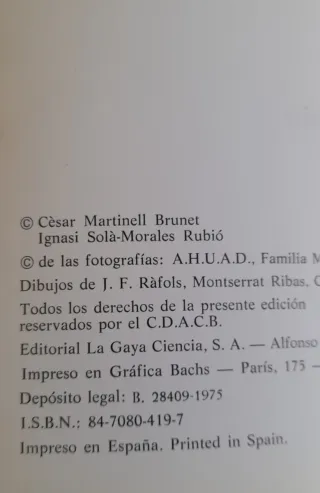 © Cèsar Martinell Brunet
Ignasi Solà-Morales Rubió
© de las fotografías: A.H.U.A.D., Familia
Dibujos de J. F. Ràfols, Montserrat Ribas,
Todos los derechos de la presente edición
reservados por el C.D.A.C.B.
Editorial La Gaya Ciencia, S. A. — Alfonso
Impreso en Gráfica Bachs — París, 175 –
Depósito legal: B. 28409-1975
I.S.B.N.: 84-7080-419-7
Impreso en España. Printed in Spain.